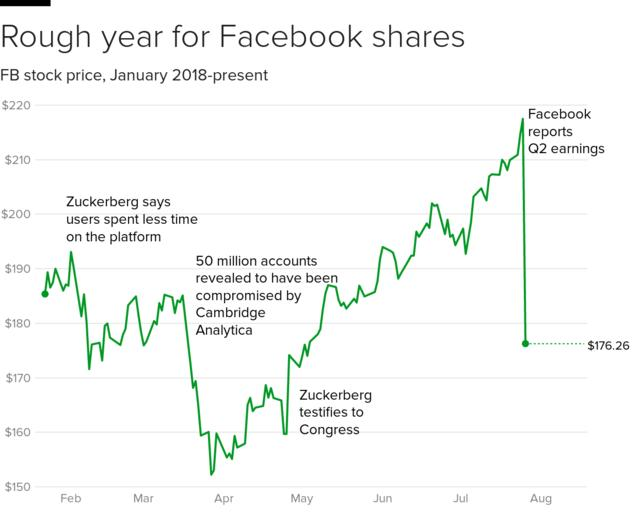 Rough year for Facebook shares
FB stock price, January 2018-present
$220
Facebook
reports
Q2 earnings
$210
Zuckerberg says
users spent less time
on the platform
$200
50 million accounts
revealed to have been
compromised by
Cambridge
Analytica
$190
$180
$176.26
$170
Zuckerberg
testifies to
Congress
$160
$150
Feb Mar Apr May Jun Jul Aug